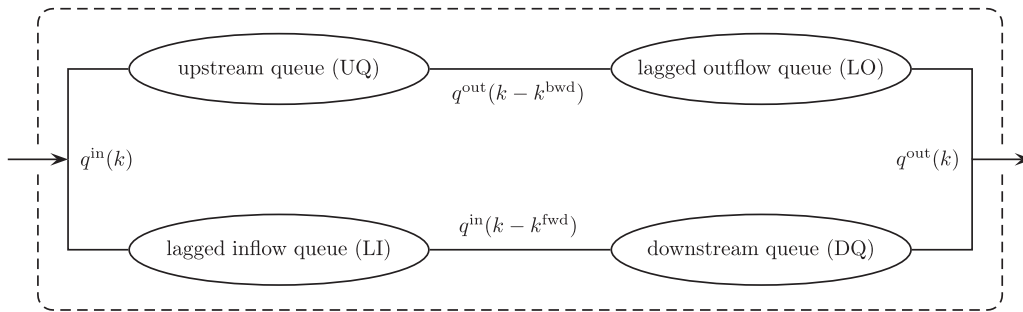 upstream queue (UQ)
lagged outflow queue (LO)
q^out(k − k^bwd)
q^in(k)
q^out(k)
q^in(k − k^fwd)
lagged inflow queue (LI)
downstream queue (DQ)